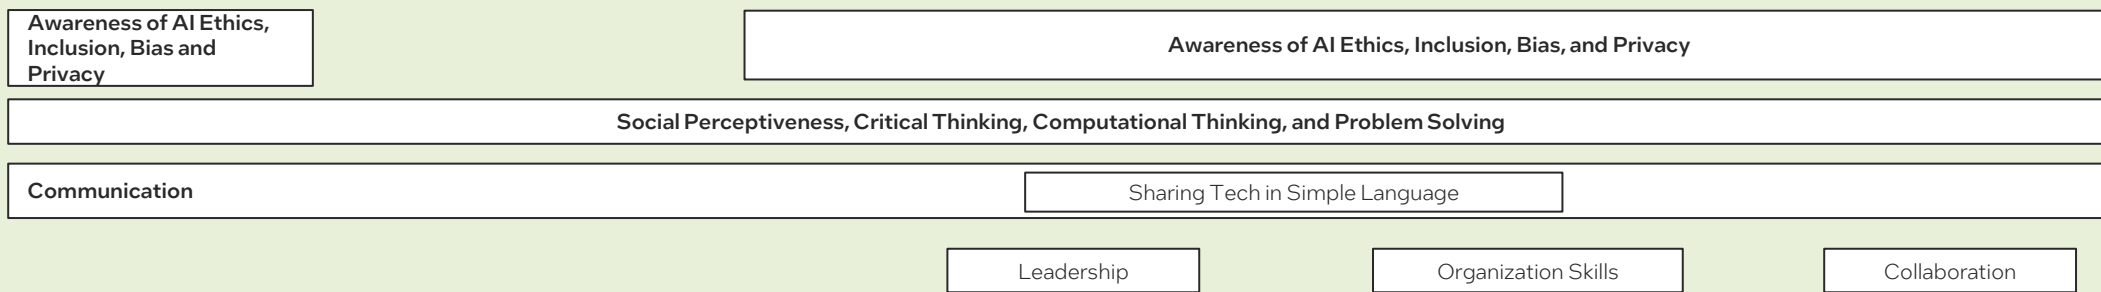 Awareness of AI Ethics,
Inclusion, Bias and
Privacy
Awareness of AI Ethics, Inclusion, Bias, and Privacy
Social Perceptiveness, Critical Thinking, Computational Thinking, and Problem Solving
Communication
Sharing Tech in Simple Language
Leadership
Organization Skills
Collaboration